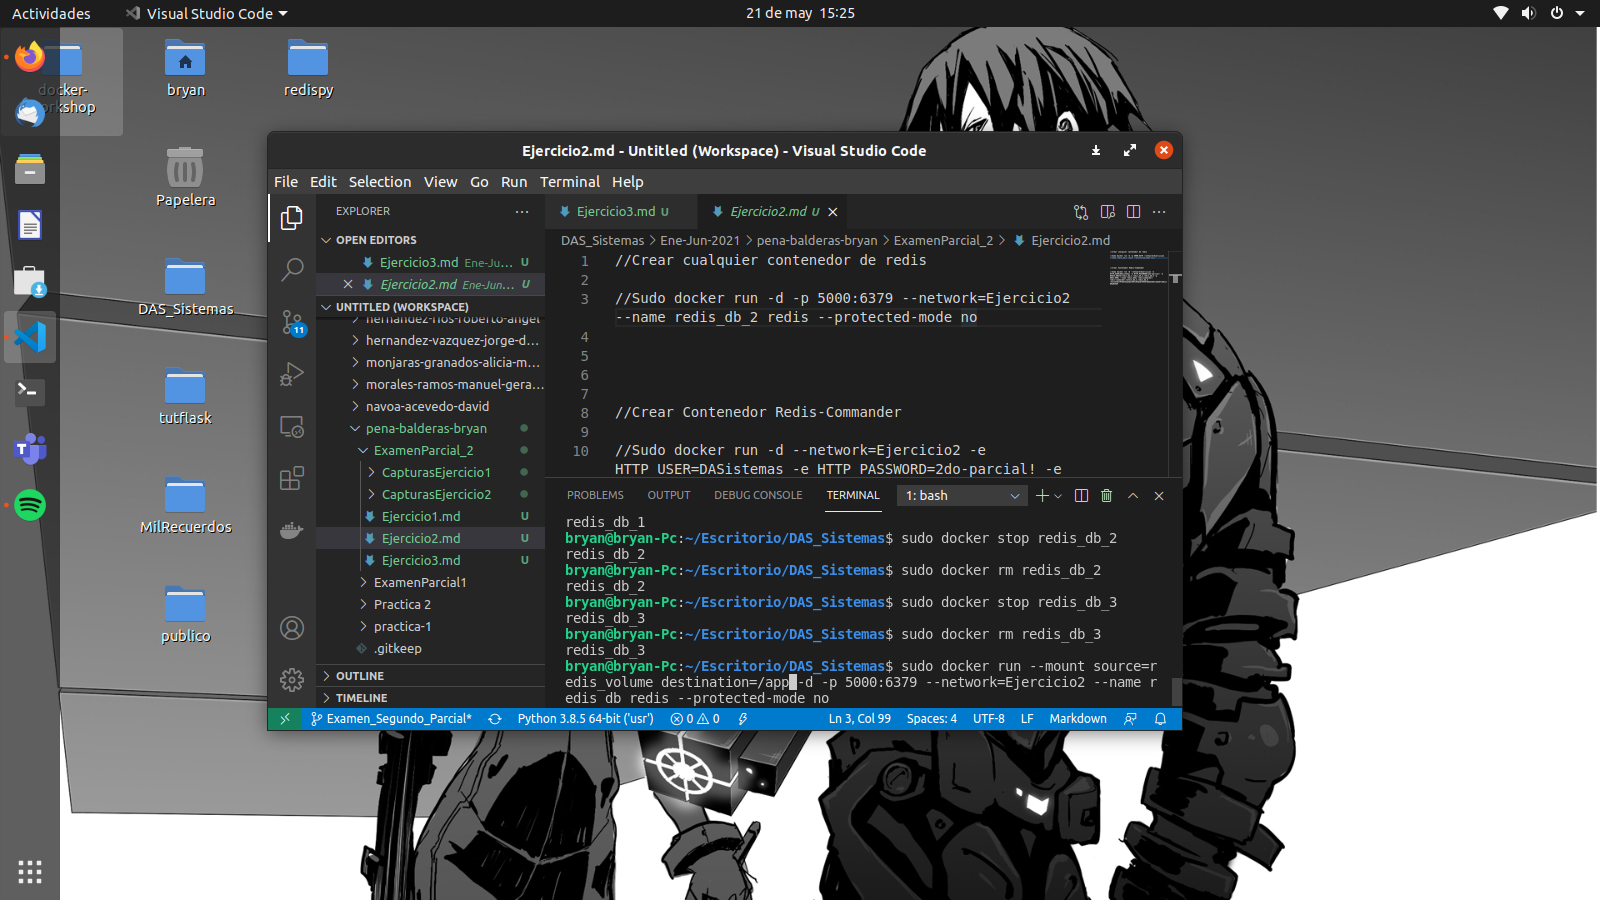 Actividades
Visual Studio Code
21 de may 15:25
docker-
orkshop
bryan
redispy
Papelera
DAS_Sistemas
tutflask
MilRecuerdos
publico
Ejercicio2.md - Untitled (Workspace) - Visual Studio Code
File Edit Selection View Go Run Terminal Help
EXPLORER
OPEN EDITORS
Ejercicio3.md Ene-Ju... U
Ejercicio2.md Ene-Jun... U
UNTITLED (WORKSPACE)
hernandez-rios-roberto-angel
hernandez-vazquez-jorge-d...
monjaras-granados-alicia-m...
morales-ramos-manuel-gera...
navoa-acevedo-david
pena-balderas-bryan
ExamenParcial_2
CapturasEjercicio1
CapturasEjercicio2
Ejercicio1.md U
Ejercicio2.md U
Ejercicio3.md U
ExamenParcial1
Practica 2
practica-1
.gitkeep
OUTLINE
TIMELINE
11
Ejercicio3.md U
Ejercicio2.md U
DAS_Sistemas > Ene-Jun-2021 > pena-balderas-bryan > ExamenParcial_2 > Ejercicio2.md
1 //Crear cualquier contenedor de redis
2
3 //Sudo docker run -d -p 5000:6379 --network=Ejercicio2
--name redis_db_2 redis --protected-mode no
4
5
6
7
8 //Crear Contenedor Redis-Commander
9
10 //Sudo docker run -d --network=Ejercicio2 -e
HTTP_USER=DASistemas -e HTTP_PASSWORD=2do-parcial! -e
PROBLEMS OUTPUT DEBUG CONSOLE TERMINAL 1: bash
redis_db_1
bryan@bryan-Pc:~/Escritorio/DAS_Sistemas$ sudo docker stop redis_db_2
redis_db_2
bryan@bryan-Pc:~/Escritorio/DAS_Sistemas$ sudo docker rm redis_db_2
redis_db_2
bryan@bryan-Pc:~/Escritorio/DAS_Sistemas$ sudo docker stop redis_db_3
redis_db_3
bryan@bryan-Pc:~/Escritorio/DAS_Sistemas$ sudo docker rm redis_db_3
redis_db_3
bryan@bryan-Pc:~/Escritorio/DAS_Sistemas$ sudo docker run --mount source=r
edis_volume destination=/app -d -p 5000:6379 --network=Ejercicio2 --name r
edis_db redis --protected-mode no
Examen_Segundo_Parcial* Python 3.8.5 64-bit ('usr') 0 0 Ln 3, Col 99 Spaces: 4 UTF-8 LF Markdown